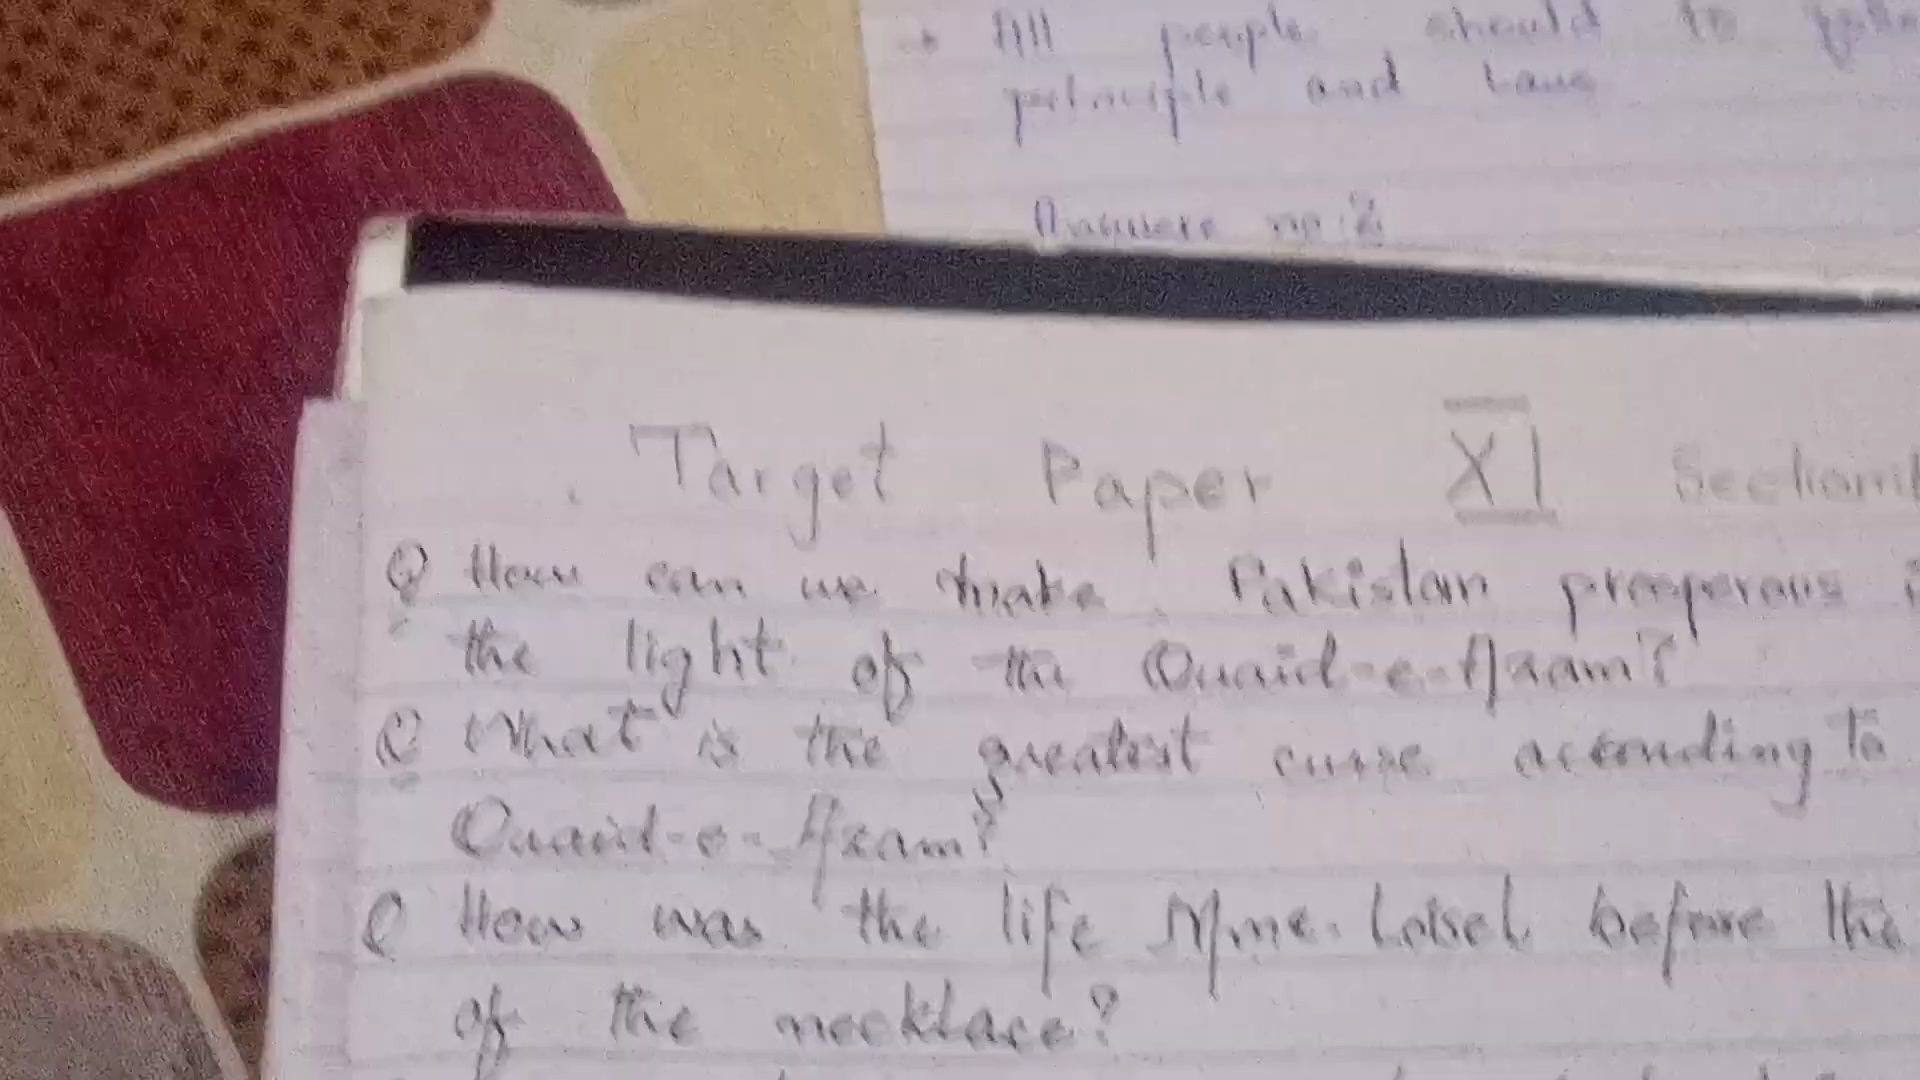 All people should to
principle and
Answers no:2
Target Paper XI Section
Q How can we make Pakistan prosperous
the light of the Quaid-e-Azam?
Q What is the greatest curse according to
Quaid-e-Azam?
Q How was the life Mme. Loisel before the
of the necklace?